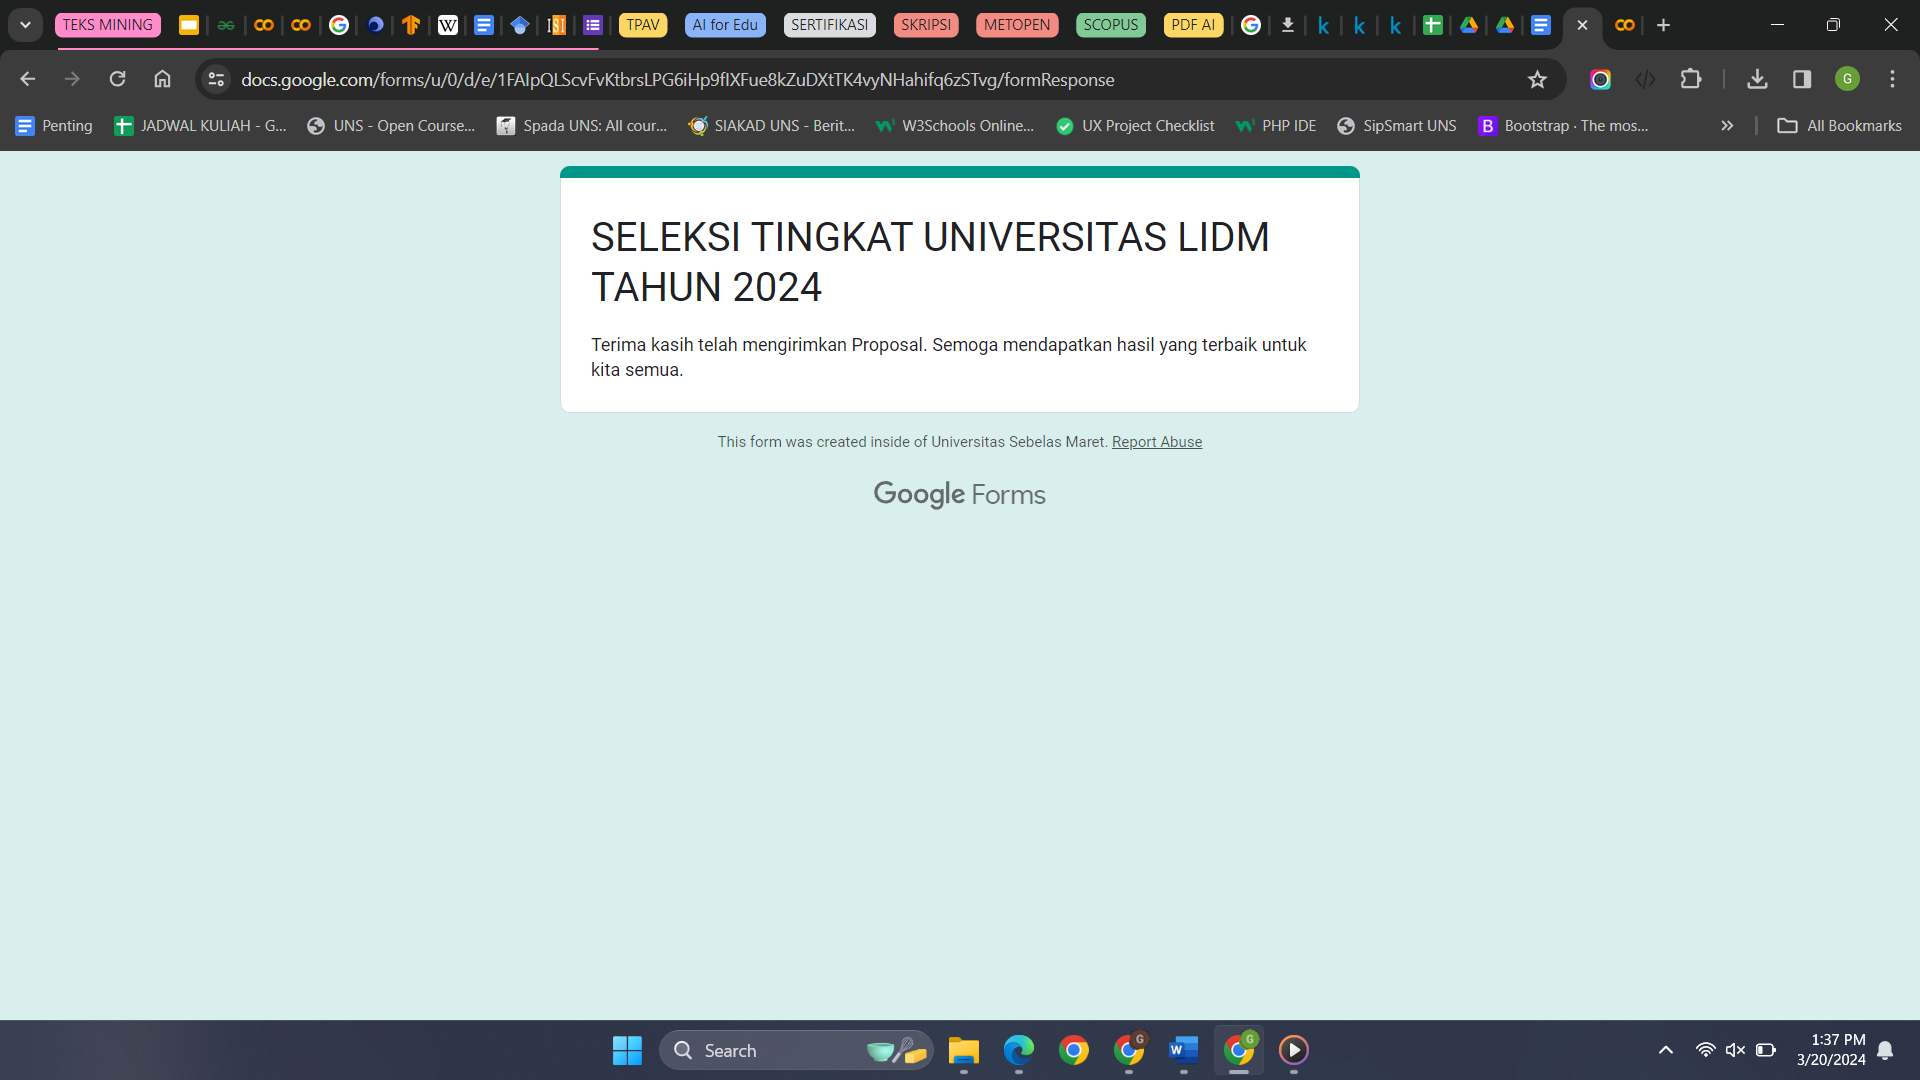 TEKS MINING
TPAV
AI for Edu
SERTIFIKASI
SKRIPSI
METOPEN
SCOPUS
PDF AI
docs.google.com/forms/u/0/d/e/1FAIpQLScvFvKtbrsLPG6iHp9flXFue8kZuDXtTK4vyNHahifq6zSTvg/formResponse
G
Penting
JADWAL KULIAH - G...
UNS - Open Course...
Spada UNS: All cour...
SIAKAD UNS - Berit...
W3Schools Online...
UX Project Checklist
PHP IDE
SipSmart UNS
Bootstrap · The mos...
All Bookmarks
SELEKSI TINGKAT UNIVERSITAS LIDM
TAHUN 2024
Terima kasih telah mengirimkan Proposal. Semoga mendapatkan hasil yang terbaik untuk
kita semua.
This form was created inside of Universitas Sebelas Maret. Report Abuse
Google Forms
Search
1:37 PM
3/20/2024